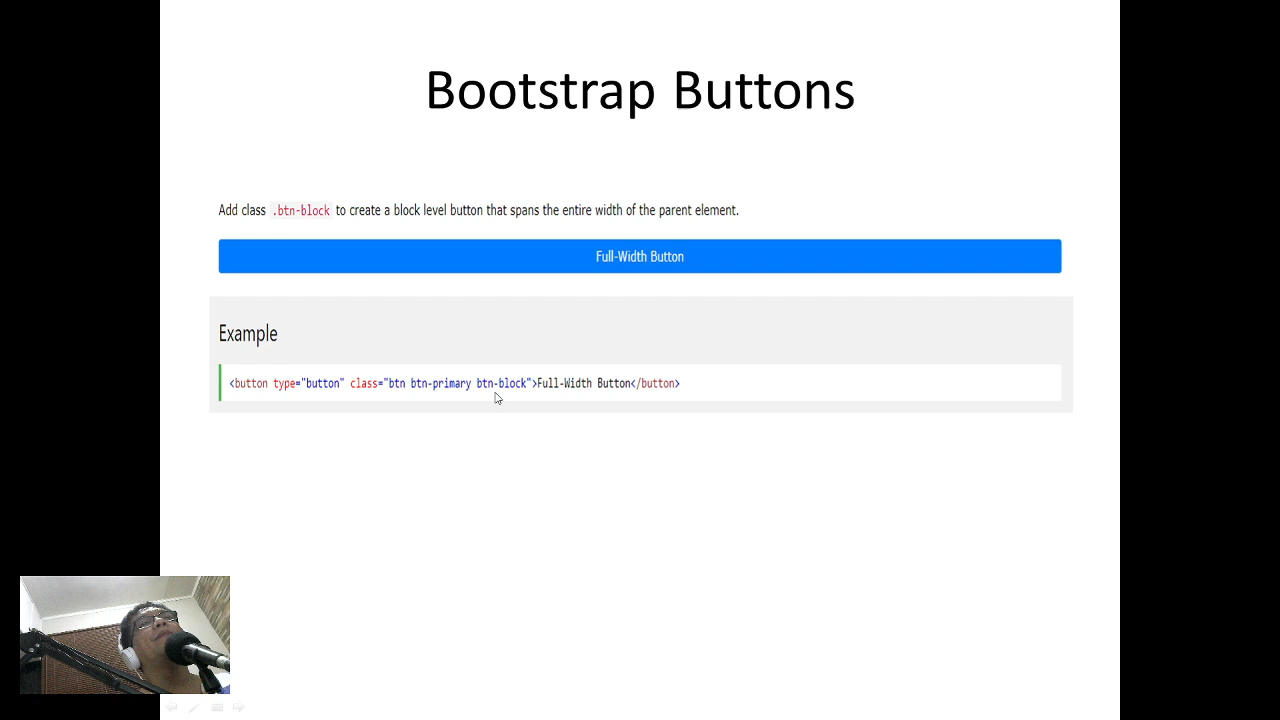 Bootstrap Buttons
Add class .btn-block to create a block level button that spans the entire width of the parent element.
Full-Width Button
Example
<button type="button" class="btn btn-primary btn-block">Full-Width Button</button>